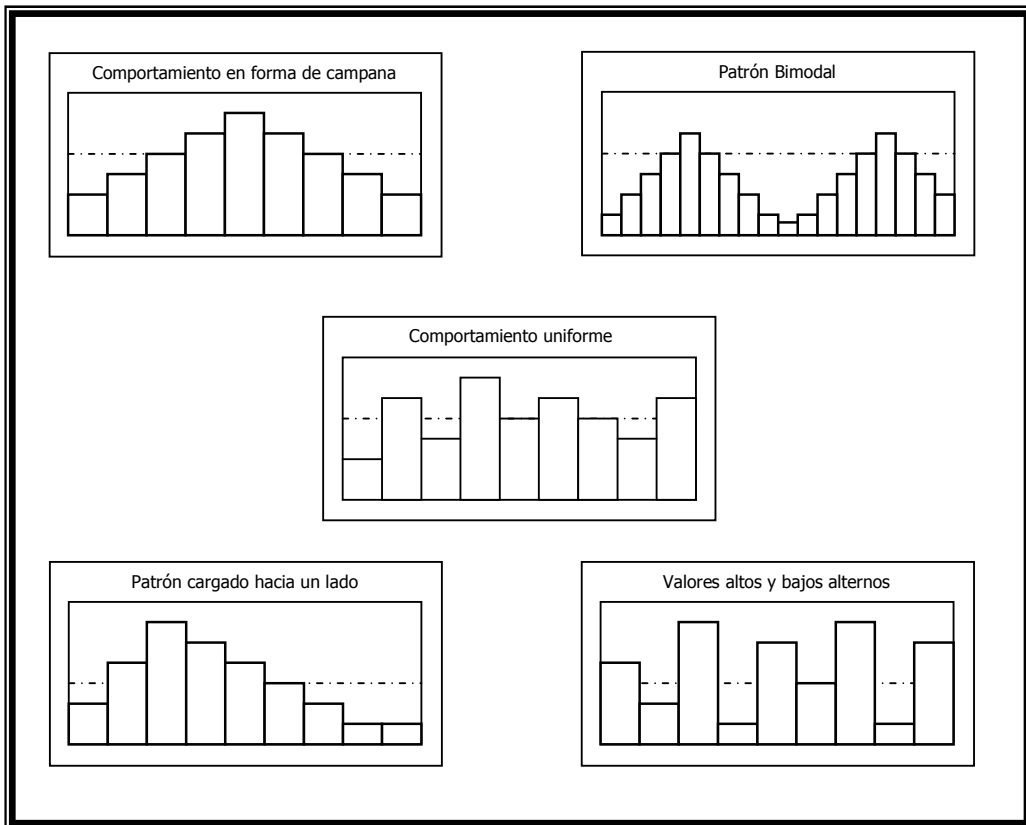 Comportamiento en forma de campana
Patrón Bimodal
Comportamiento uniforme
Patrón cargado hacia un lado
Valores altos y bajos alternos